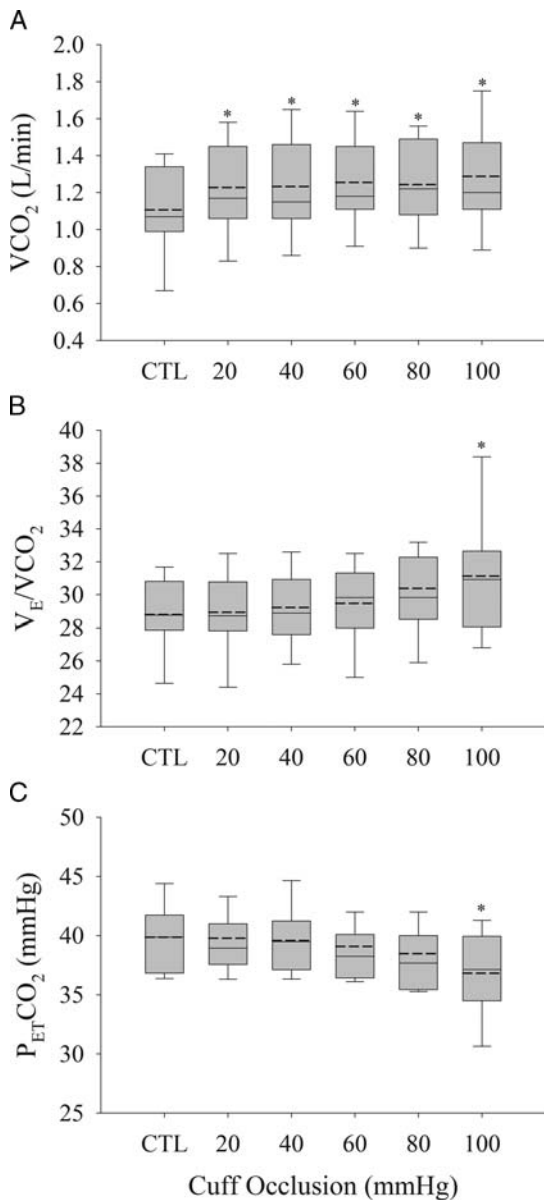 A
VCO₂ (L/min)
2.0
1.8
1.6
1.4
1.2
1.0
0.8
0.6
0.4
* * * * *
CTL 20 40 60 80 100
B
V_E/VCO₂
40
38
36
34
32
30
28
26
24
22
*
CTL 20 40 60 80 100
C
P_ETCO₂ (mmHg)
50
45
40
35
30
25
*
CTL 20 40 60 80 100
Cuff Occlusion (mmHg)